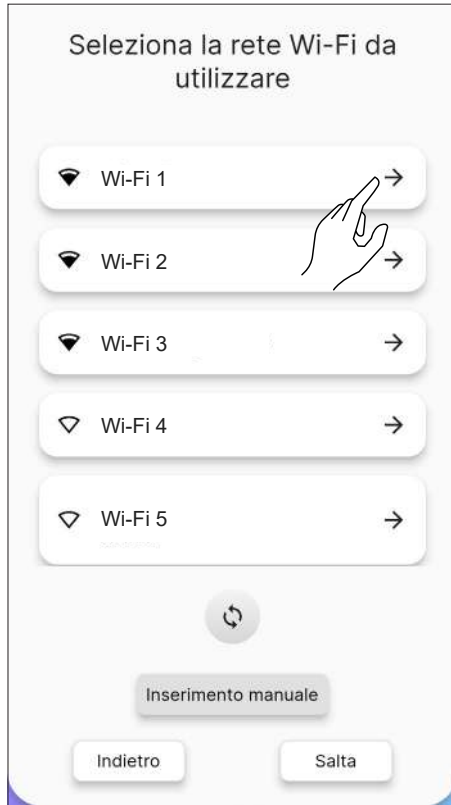 Seleziona la rete Wi-Fi da
utilizzare
Wi-Fi 1
Wi-Fi 2
Wi-Fi 3
Wi-Fi 4
Wi-Fi 5
Inserimento manuale
Indietro
Salta